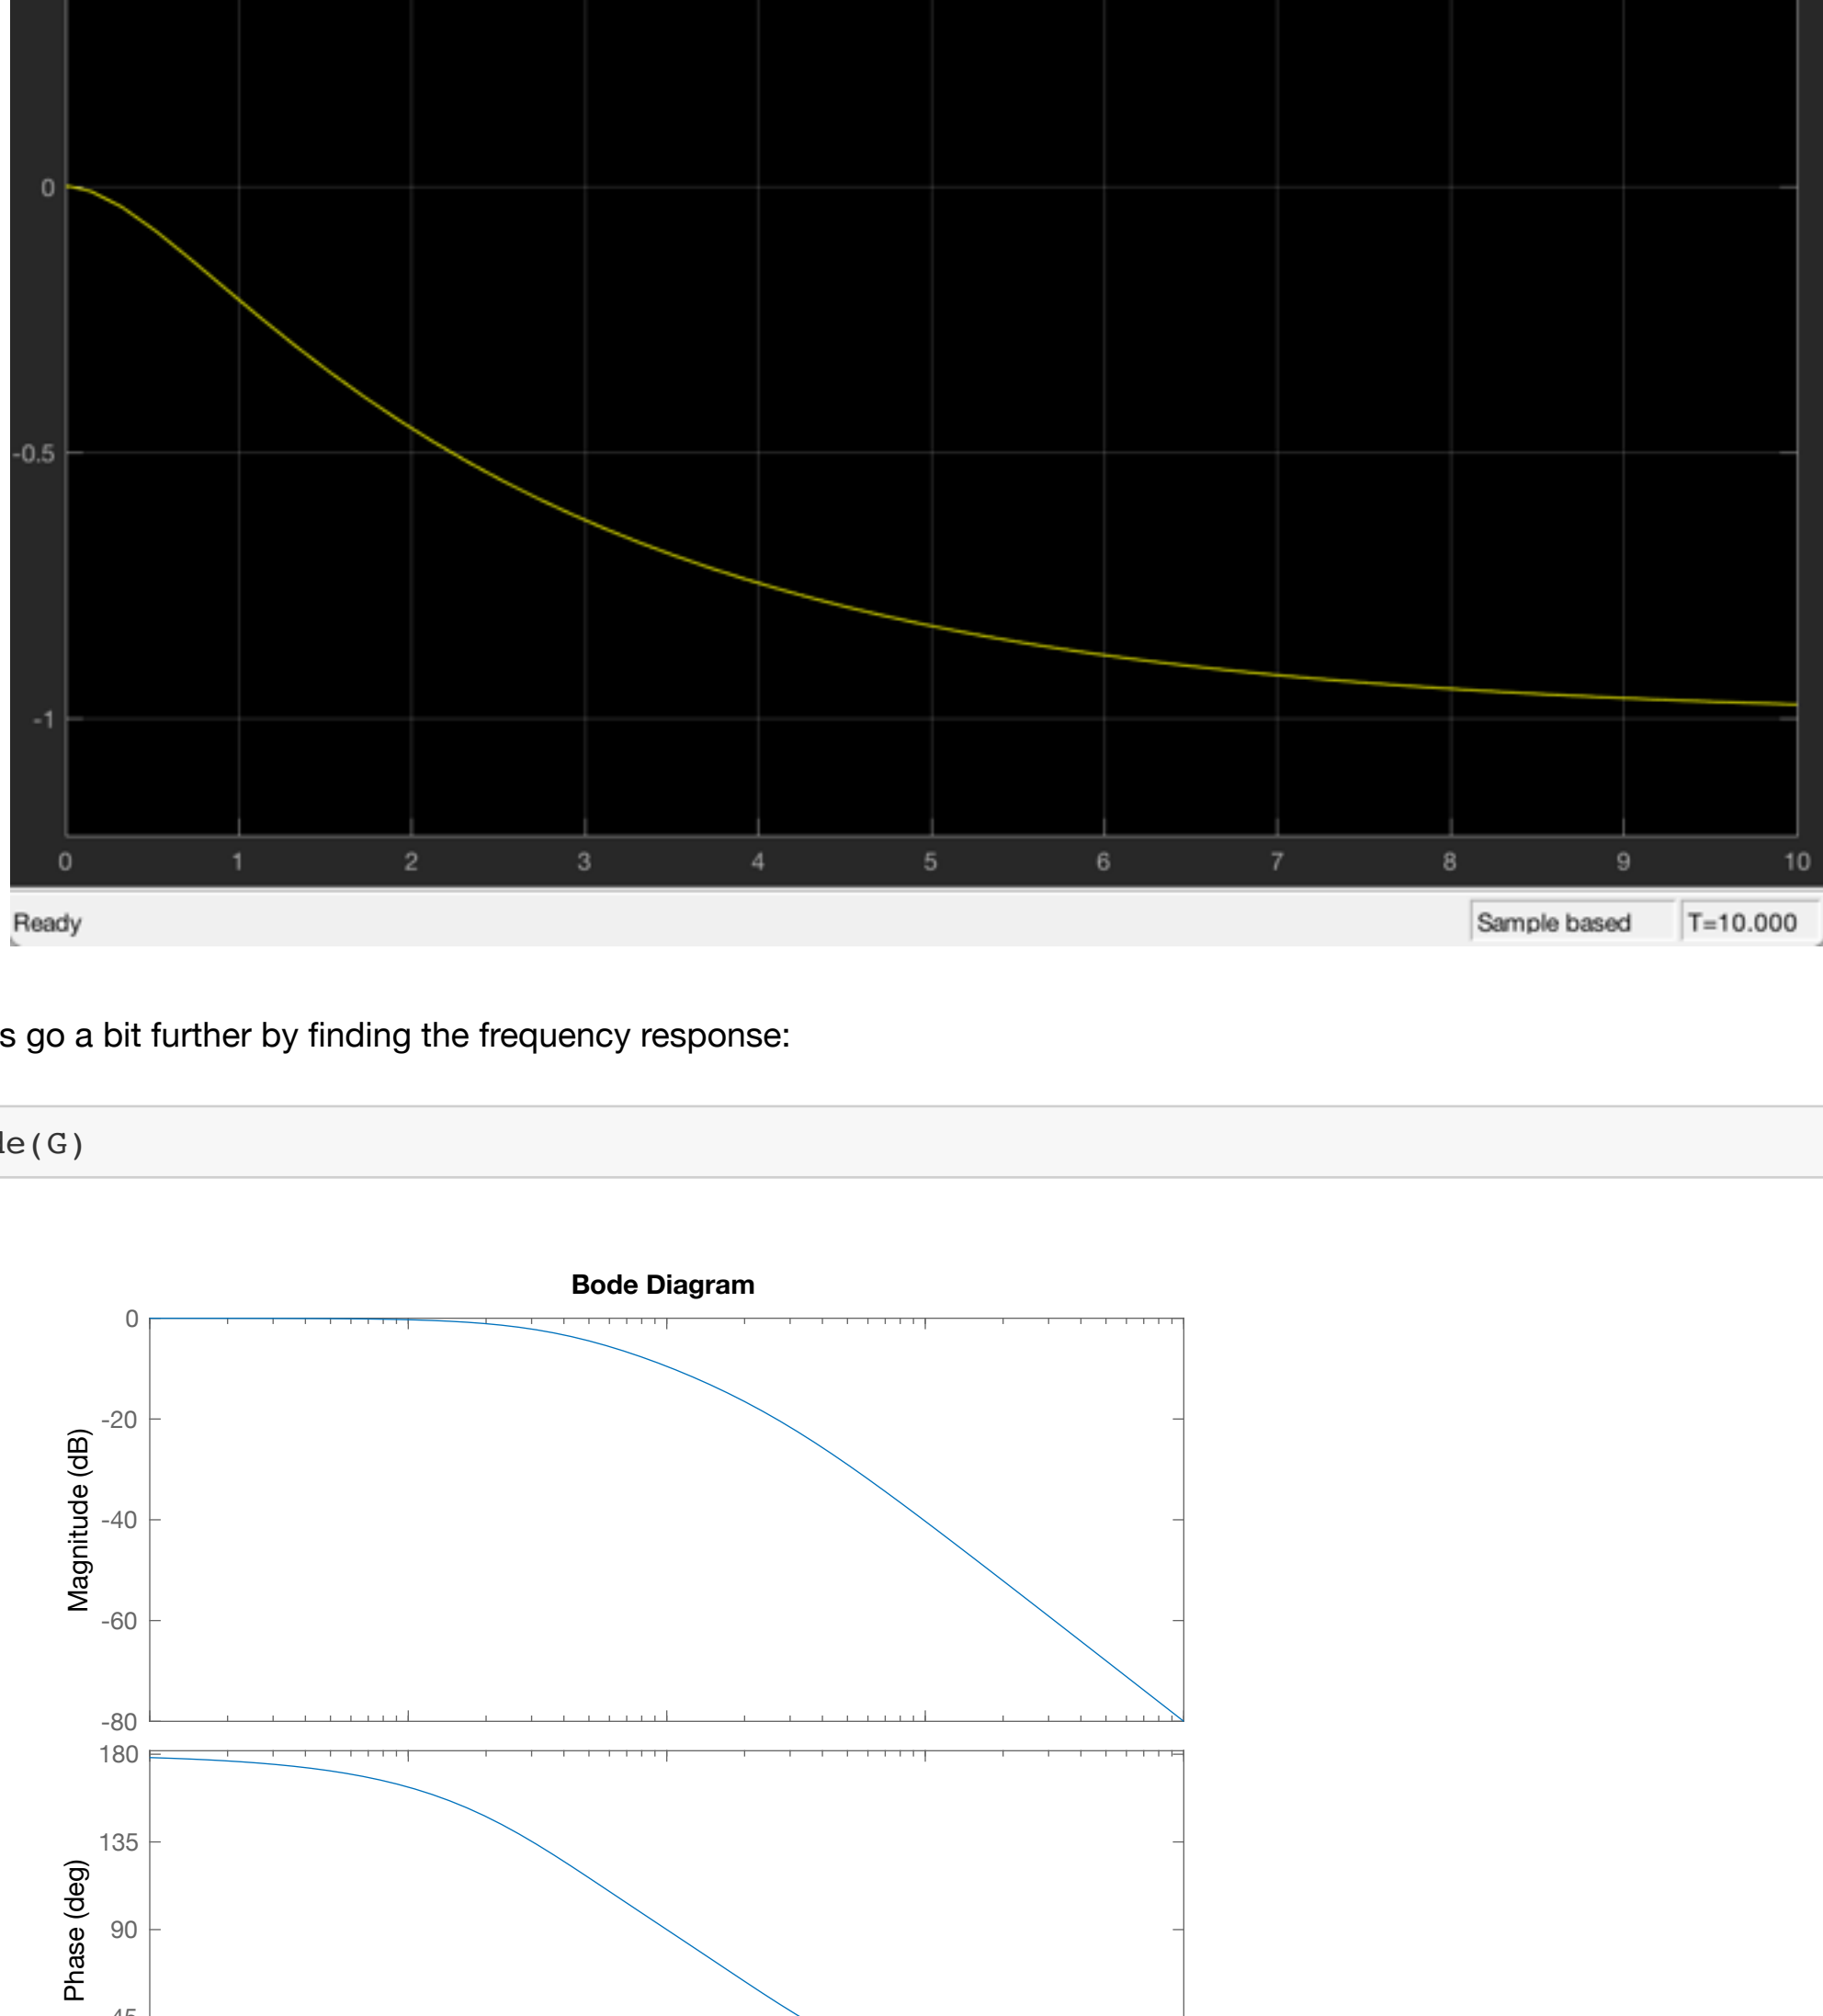 0
-0.5
-1
0 1 2 3 4 5 6 7 8 9 10
Ready Sample based T=10.000
s go a bit further by finding the frequency response:
le(G)
Bode Diagram
Magnitude (dB)
0
-20
-40
-60
-80
Phase (deg)
180
135
90
45